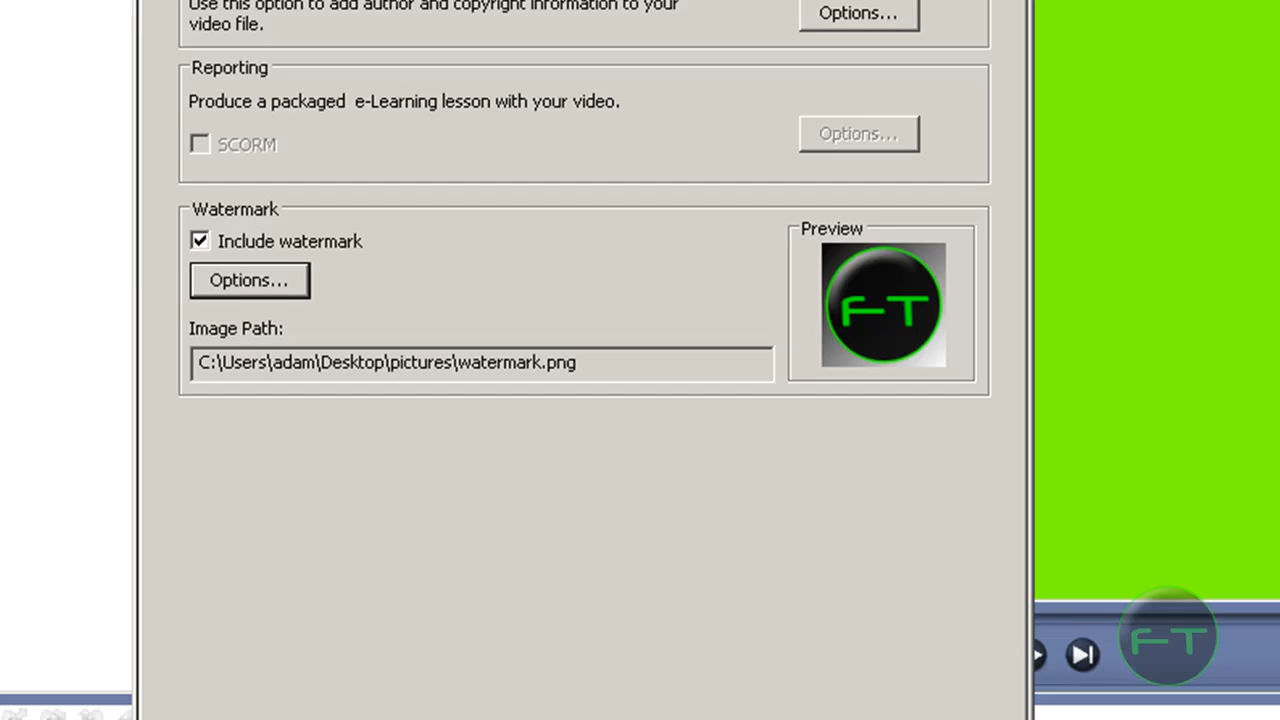 Use this option to add author and copyright information to your
video file.
Options...
Reporting
Produce a packaged  e-Learning lesson with your video.
SCORM
Options...
Watermark
Include watermark
Options...
Preview
FT
Image Path:
C:\Users\adam\Desktop\pictures\watermark.png
FT